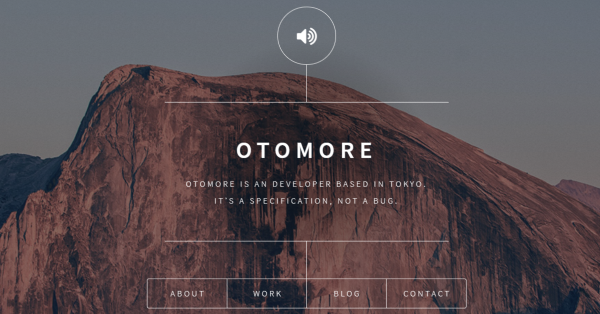 OTOMORE
OTOMORE IS AN DEVELOPER BASED IN TOKYO.
IT'S A SPECIFICATION, NOT A BUG.
ABOUT WORK BLOG CONTACT